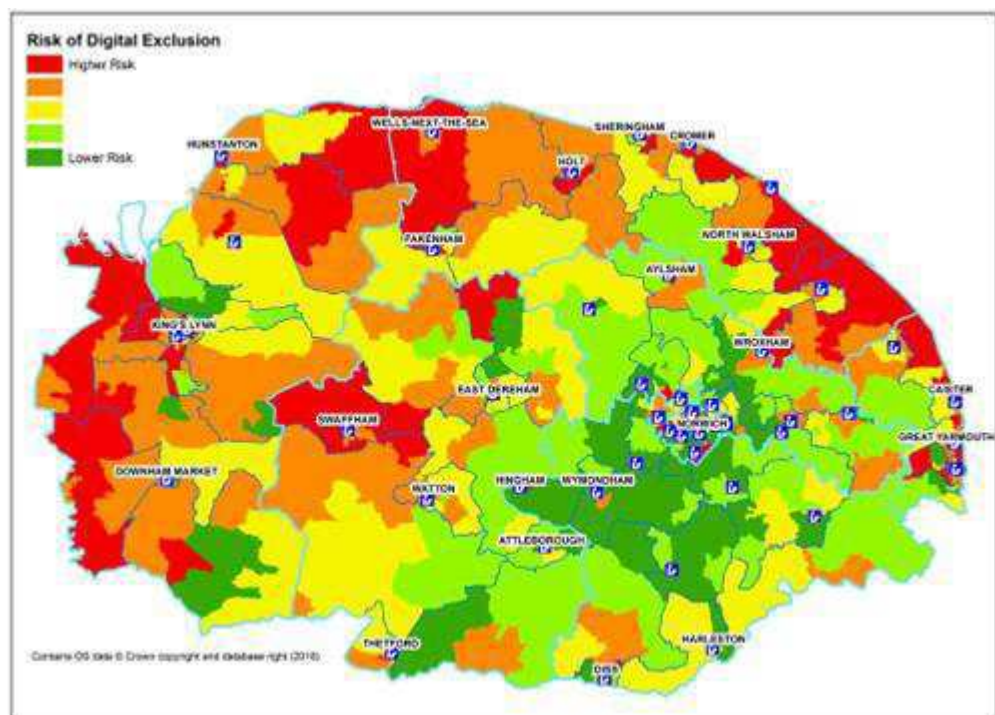 Risk of Digital Exclusion
Higher Risk
Lower Risk
WELLS-NEXT-THE-SEA
SHERINGHAM
CROMER
HUNSTANTON
HOLT
FAKENHAM
NORTH WALSHAM
AYLSHAM
KING'S LYNN
WROXHAM
EAST DEREHAM
CAISTER
SWAFFHAM
NORWICH
GREAT YARMOUTH
DOWNHAM MARKET
WATTON
HINGHAM
WYMONDHAM
ATTLEBOROUGH
THETFORD
HARLESTON
DISS
Contains OS data © Crown copyright and database right (2018)